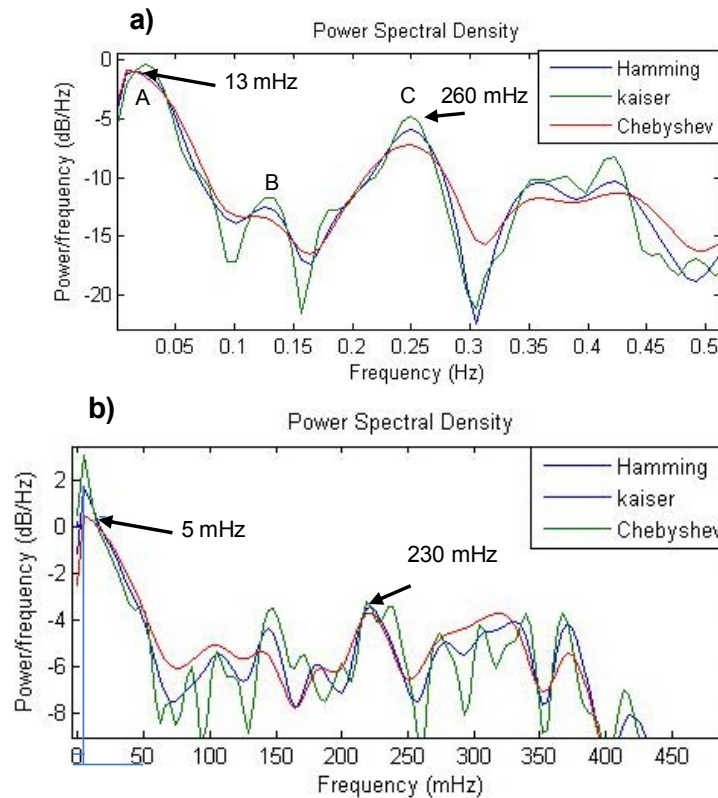 a)
Power Spectral Density
Power/frequency (dB/Hz)
0
-5
-10
-15
-20
A
13 mHz
B
C
260 mHz
Hamming
kaiser
Chebyshev
0.05 0.1 0.15 0.2 0.25 0.3 0.35 0.4 0.45 0.5
Frequency (Hz)
b)
Power Spectral Density
Power/frequency (dB/Hz)
2
0
-2
-4
-6
-8
5 mHz
230 mHz
Hamming
kaiser
Chebyshev
0 50 100 150 200 250 300 350 400 450
Frequency (mHz)